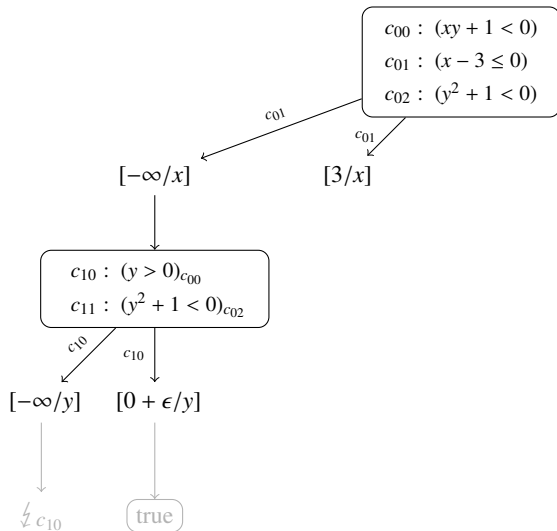 c₀₀ : (xy + 1 < 0)
c₀₁ : (x − 3 ≤ 0)
c₀₂ : (y² + 1 < 0)
c₀₁
c₀₁
[−∞/x]
[3/x]
c₁₀ : (y > 0)c₀₀
c₁₁ : (y² + 1 < 0)c₀₂
c₁₀
c₁₀
[−∞/y]
[0 + ϵ/y]
↯ c₁₀
true